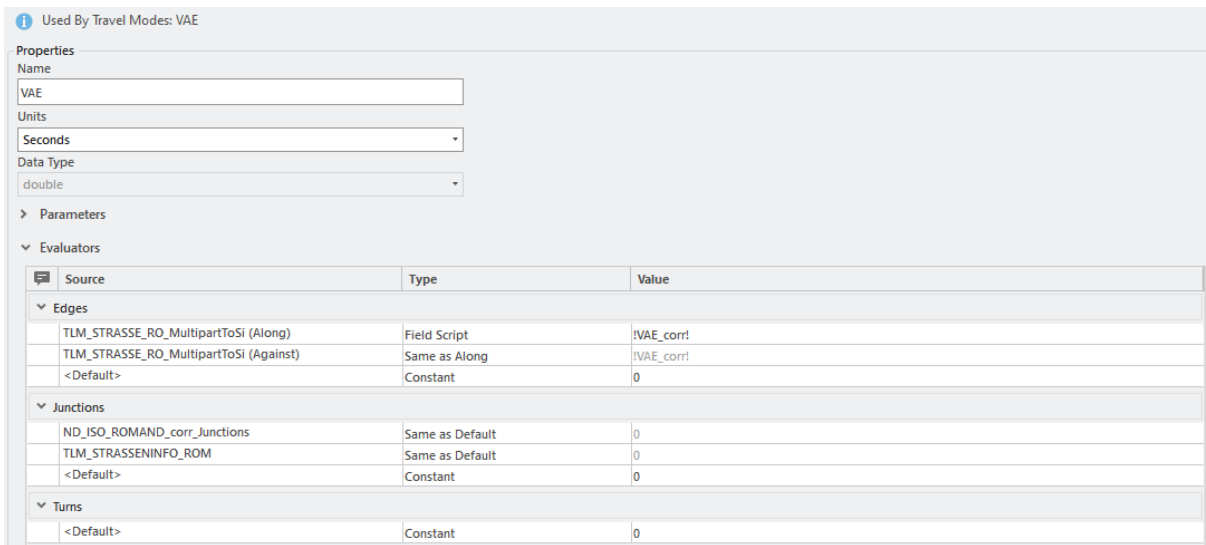 Used By Travel Modes: VAE
Properties
Name
VAE
Units
Seconds
Data Type
double
Parameters
Evaluators
Source Type Value
Edges
TLM_STRASSE_RO_MultipartToSi (Along) Field Script !VAE_corr!
TLM_STRASSE_RO_MultipartToSi (Against) Same as Along !VAE_corr!
<Default> Constant 0
Junctions
ND_ISO_ROMAND_corr_Junctions Same as Default 0
TLM_STRASSENINFO_ROM Same as Default 0
<Default> Constant 0
Turns
<Default> Constant 0